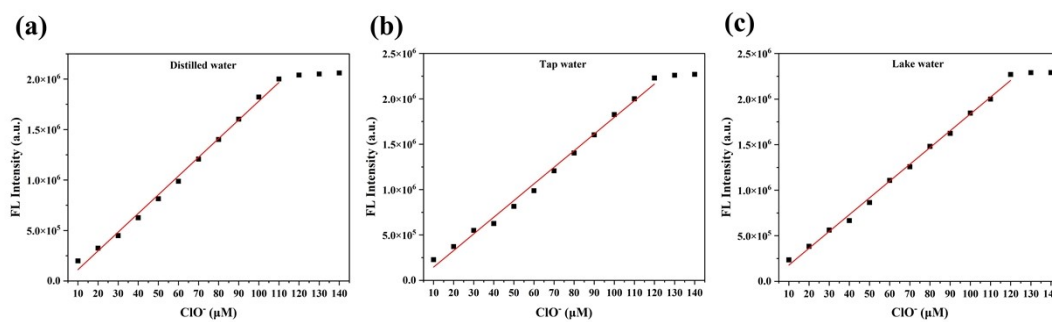 (a)
Distilled water
2.0×10⁶
1.5×10⁶
1.0×10⁶
5.0×10⁵
0.0
FL Intensity (a.u.)
10 20 30 40 50 60 70 80 90 100 110 120 130 140
ClO⁻ (μM)
(b)
Tap water
2.5×10⁶
2.0×10⁶
1.5×10⁶
1.0×10⁶
5.0×10⁵
0.0
FL Intensity (a.u.)
10 20 30 40 50 60 70 80 90 100 110 120 130 140
ClO⁻ (μM)
(c)
Lake water
2.5×10⁶
2.0×10⁶
1.5×10⁶
1.0×10⁶
5.0×10⁵
0.0
FL Intensity (a.u.)
10 20 30 40 50 60 70 80 90 100 110 120 130 140
ClO⁻ (μM)